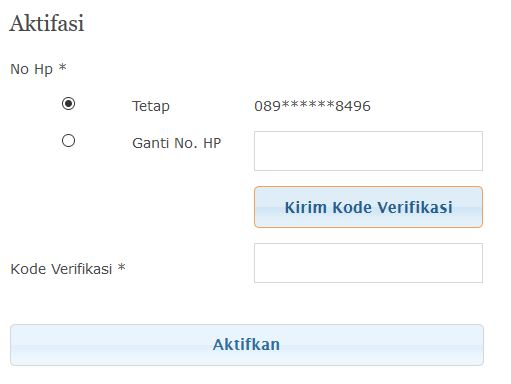 Aktifasi
No Hp *
Tetap 089******8496
Ganti No. HP
Kirim Kode Verifikasi
Kode Verifikasi *
Aktifkan